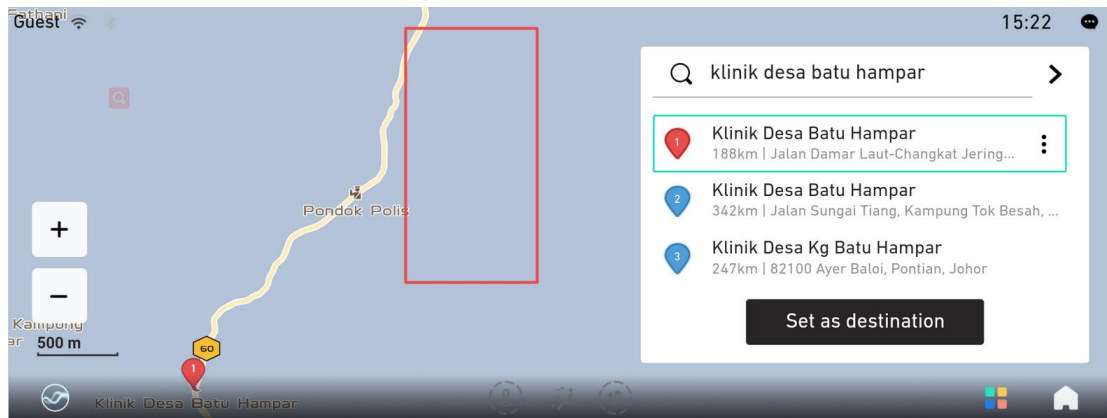 Guest
15:22
klinik desa batu hampar
1
Klinik Desa Batu Hampar
188km | Jalan Damar Laut-Changkat Jering...
2
Klinik Desa Batu Hampar
342km | Jalan Sungai Tiang, Kampung Tok Besah, ...
3
Klinik Desa Kg Batu Hampar
247km | 82100 Ayer Baloi, Pontian, Johor
Set as destination
Pondok Polis
+
−
Kampung
500 m
60
1
Klinik Desa Batu Hampar